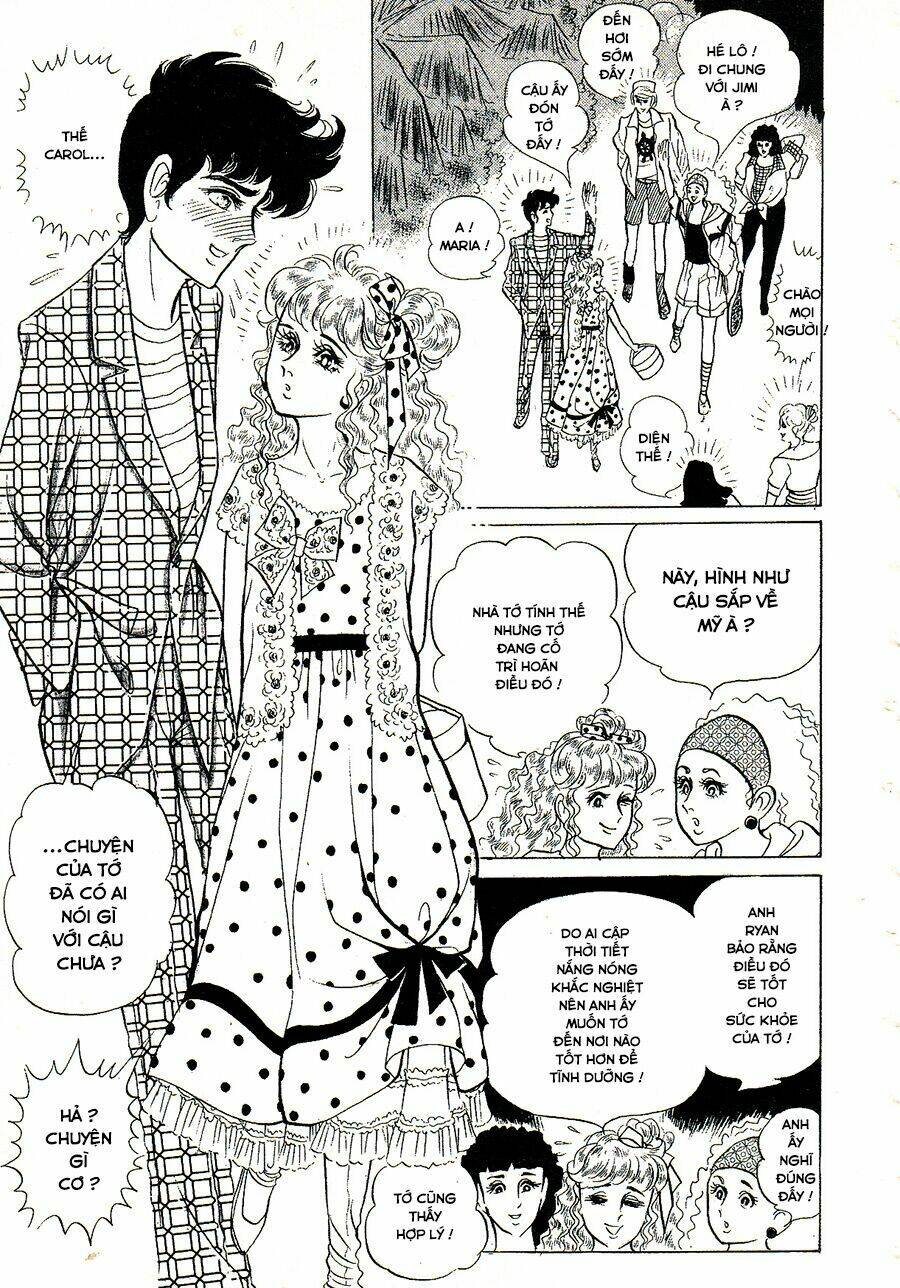 HÉ LÔ !
ĐI CHUNG
VỚI JIMI
À ?
ĐẾN
HƠI
SỚM
ĐẤY !
CẬU ẤY
ĐÓN
TỚ
ĐẤY !
A !
MARIA !
CHÀO
MỌI
NGƯỜI !
DIỆN
THẾ !
NÀY, HÌNH NHƯ
CẬU SẮP VỀ
MỸ À ?
NHÀ TỚ TÍNH THẾ
NHƯNG TỚ
ĐANG CỐ
TRÌ HOÃN
ĐIỀU ĐÓ !
ANH
RYAN
BẢO RẰNG
ĐIỀU ĐÓ
SẼ TỐT
CHO
SỨC KHỎE
CỦA TỚ !
DO AI CẬP
THỜI TIẾT
NẮNG NÓNG
KHẮC NGHIỆT
NÊN ANH ẤY
MUỐN TỚ
ĐẾN NƠI NÀO
TỐT HƠN ĐỂ
TĨNH DƯỠNG !
ANH
ẤY
NGHĨ
ĐÚNG
ĐẤY !
TỚ CŨNG
THẤY
HỢP LÝ !
THẾ
CAROL...
...CHUYỆN
CỦA TỚ
ĐÃ CÓ AI
NÓI GÌ
VỚI CẬU
CHƯA ?
HẢ ?
CHUYỆN
GÌ
CƠ ?